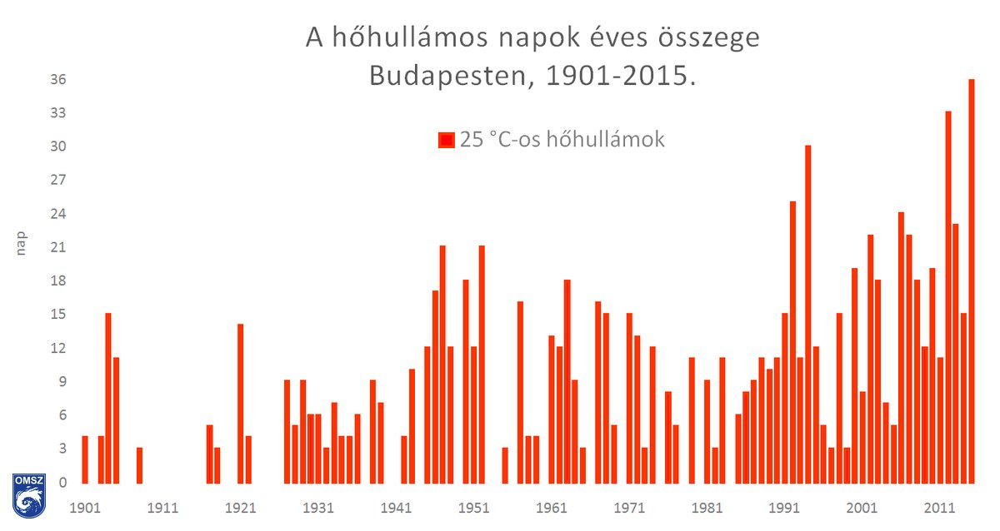 A hőhullámos napok éves összege
Budapesten, 1901-2015.
25 °C-os hőhullámok
nap
36
33
30
27
24
21
18
15
12
9
6
3
0
1901 1911 1921 1931 1941 1951 1961 1971 1981 1991 2001 2011
OMSZ